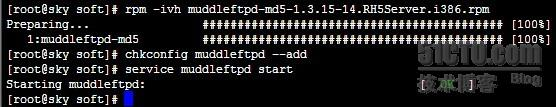 [root@sky soft]# rpm -ivh muddleftpd-md5-1.3.15-14.RH5Server.i386.rpm
Preparing... ########################################### [100%]
1:muddleftpd-md5 ########################################### [100%]
[root@sky soft]# chkconfig muddleftpd --add
[root@sky soft]# service muddleftpd start
Starting muddleftpd: [ OK ]
[root@sky soft]#
51CTO.com
技术博客 Blog